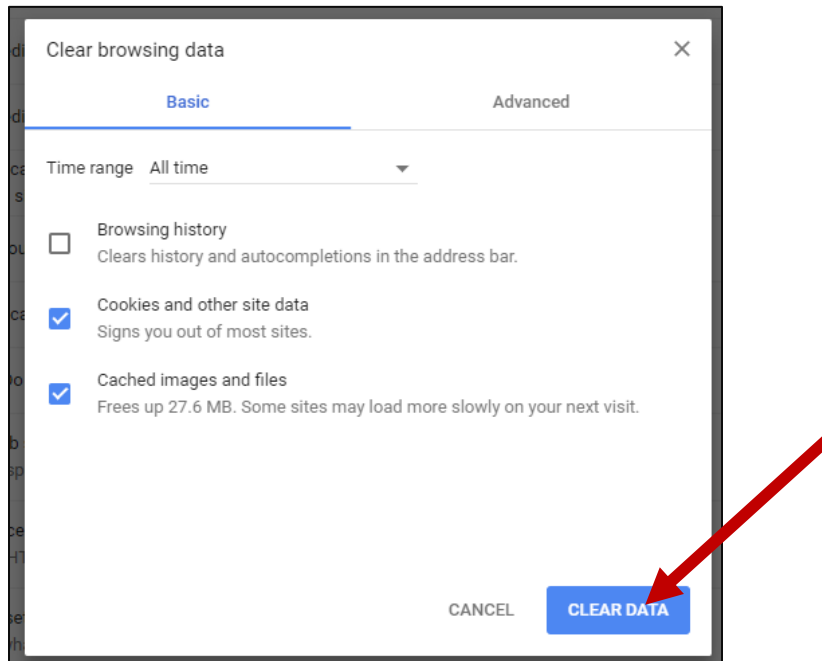 Clear browsing data
Basic Advanced
Time range All time
Browsing history
Clears history and autocompletions in the address bar.
Cookies and other site data
Signs you out of most sites.
Cached images and files
Frees up 27.6 MB. Some sites may load more slowly on your next visit.
CANCEL CLEAR DATA